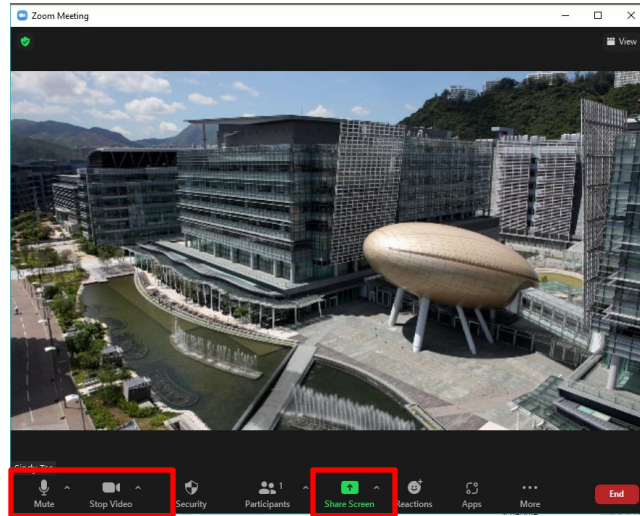 Zoom Meeting
View
Mute
Stop Video
Security
1
Participants
Share Screen
Reactions
Apps
More
End